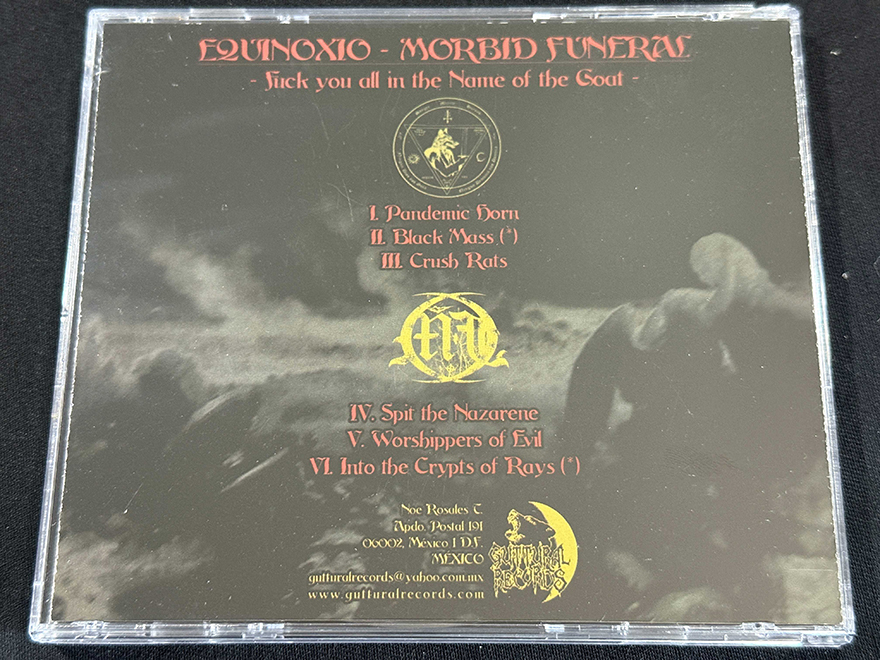 EQUINOXIO - MORBID FUNERAL
- Fuck you all in the Name of the Goat -
I. Pandemic Horn
II. Black Mass (*)
III. Crush Rats
IV. Spit the Nazarene
V. Worshippers of Evil
VI. Into the Crypts of Rays (*)
Noe Rosales C.
Apdo. Postal 191
06002, México 1 D.F.
MÉXICO
gutturalrecords@yahoo.com.mx
www.gutturalrecords.com
GUTTURAL
RECORDS